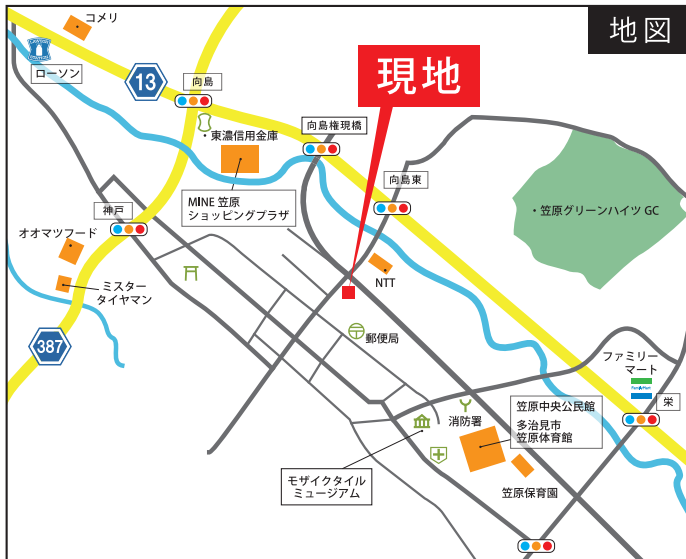 地図
コメリ
ローソン
13
向島
現地
東濃信用金庫
向島権現橋
MINE 笠原
ショッピングプラザ
向島東
神戸
オオマツフード
・笠原グリーンハイツ GC
ミスター
タイヤマン
NTT
387
郵便局
ファミリー
マート
FamilyMart
栄
消防署
笠原中央公民館
多治見市
笠原体育館
モザイクタイル
ミュージアム
笠原保育園